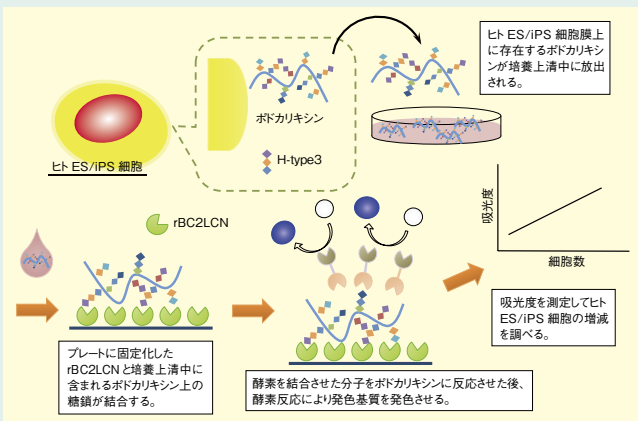 ヒト ES/iPS 細胞膜上
に存在するポドカリキ
シンが培養上清中に放出
される。
ポドカリキシン
H-type3
ヒト ES/iPS 細胞
rBC2LCN
吸光度
細胞数
プレートに固定化した
rBC2LCNと培養上清中に
含まれるポドカリキシン上の
糖鎖が結合する。
酵素を結合させた分子をポドカリキシンに反応させた後、
酵素反応により発色基質を発色させる。
吸光度を測定してヒト
ES/iPS 細胞の増減
を調べる。